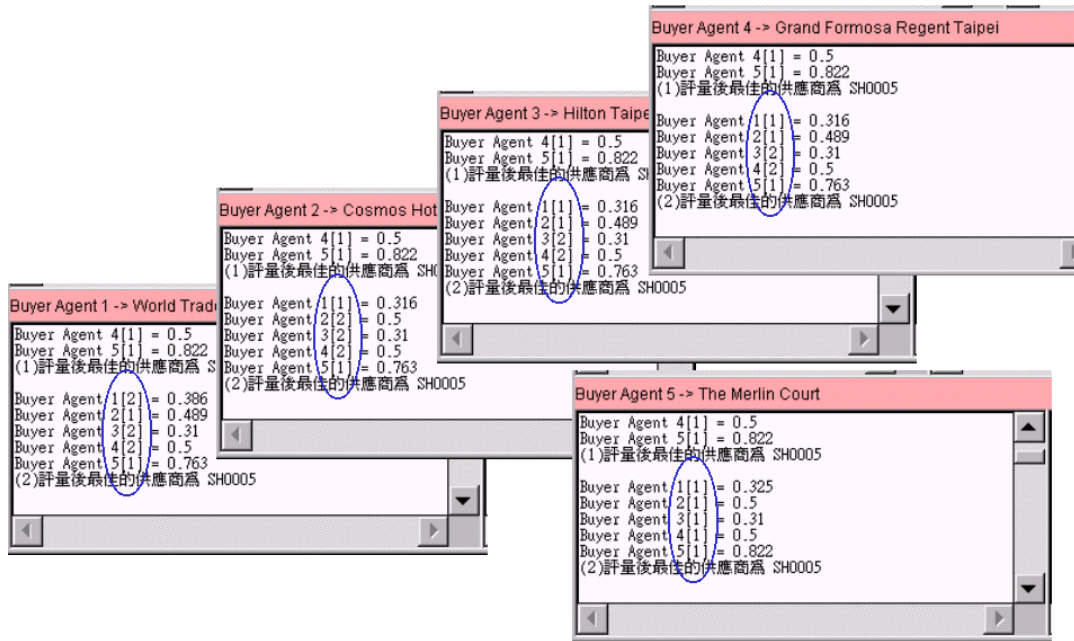 Buyer Agent 4 -> Grand Formosa Regent Taipei
Buyer Agent 4[1] = 0.5
Buyer Agent 5[1] = 0.822
(1)評量後最佳的供應商爲 SH0005
Buyer Agent 1[1] = 0.316
Buyer Agent 2[1] = 0.489
Buyer Agent 3[2] = 0.31
Buyer Agent 4[2] = 0.5
Buyer Agent 5[1] = 0.763
(2)評量後最佳的供應商爲 SH0005
Buyer Agent 3 -> Hilton Taipe
Buyer Agent 4[1] = 0.5
Buyer Agent 5[1] = 0.822
(1)評量後最佳的供應商爲 SH
Buyer Agent 1[1] = 0.316
Buyer Agent 2[1] = 0.489
Buyer Agent 3[2] = 0.31
Buyer Agent 4[2] = 0.5
Buyer Agent 5[1] = 0.763
(2)評量後最佳的供應商爲 SH0005
Buyer Agent 2 -> Cosmos Hot
Buyer Agent 4[1] = 0.5
Buyer Agent 5[1] = 0.822
(1)評量後最佳的供應商爲 SH0
Buyer Agent 1[1] = 0.316
Buyer Agent 2[2] = 0.5
Buyer Agent 3[2] = 0.31
Buyer Agent 4[2] = 0.5
Buyer Agent 5[1] = 0.763
(2)評量後最佳的供應商爲 SH0005
Buyer Agent 1 -> World Trade
Buyer Agent 4[1] = 0.5
Buyer Agent 5[1] = 0.822
(1)評量後最佳的供應商爲 S
Buyer Agent 1[2] = 0.386
Buyer Agent 2[1] = 0.489
Buyer Agent 3[2] = 0.31
Buyer Agent 4[2] = 0.5
Buyer Agent 5[1] = 0.763
(2)評量後最佳的供應商爲 SH0005
Buyer Agent 5 -> The Merlin Court
Buyer Agent 4[1] = 0.5
Buyer Agent 5[1] = 0.822
(1)評量後最佳的供應商爲 SH0005
Buyer Agent 1[1] = 0.325
Buyer Agent 2[1] = 0.5
Buyer Agent 3[1] = 0.31
Buyer Agent 4[1] = 0.5
Buyer Agent 5[1] = 0.822
(2)評量後最佳的供應商爲 SH0005